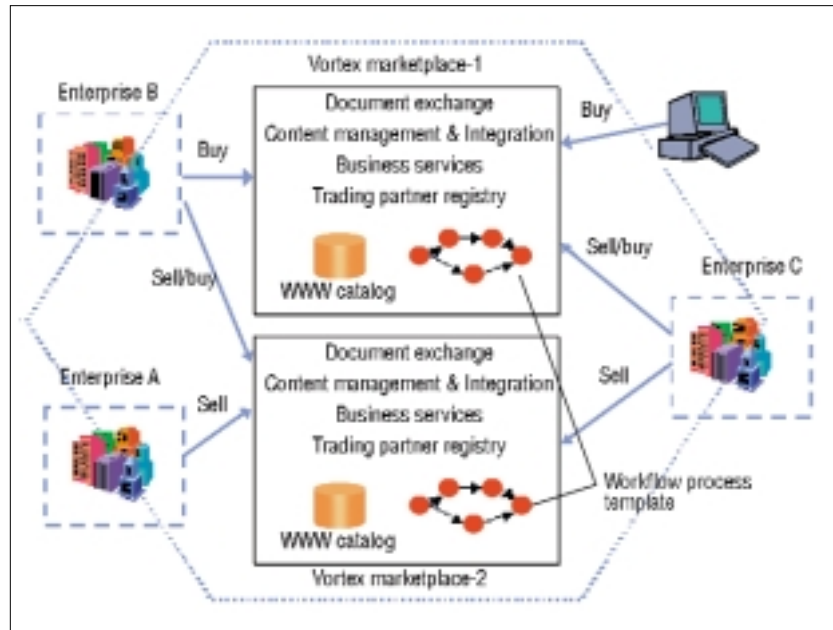 Vortex marketplace-1
Enterprise B
Document exchange
Content management & Integration
Business services
Trading partner registry
WWW catalog
Buy
Buy
Sell/buy
Sell/buy
Enterprise C
Enterprise A
Sell
Sell
Document exchange
Content management & Integration
Business services
Trading partner registry
WWW catalog
Workflow process
template
Vortex marketplace-2